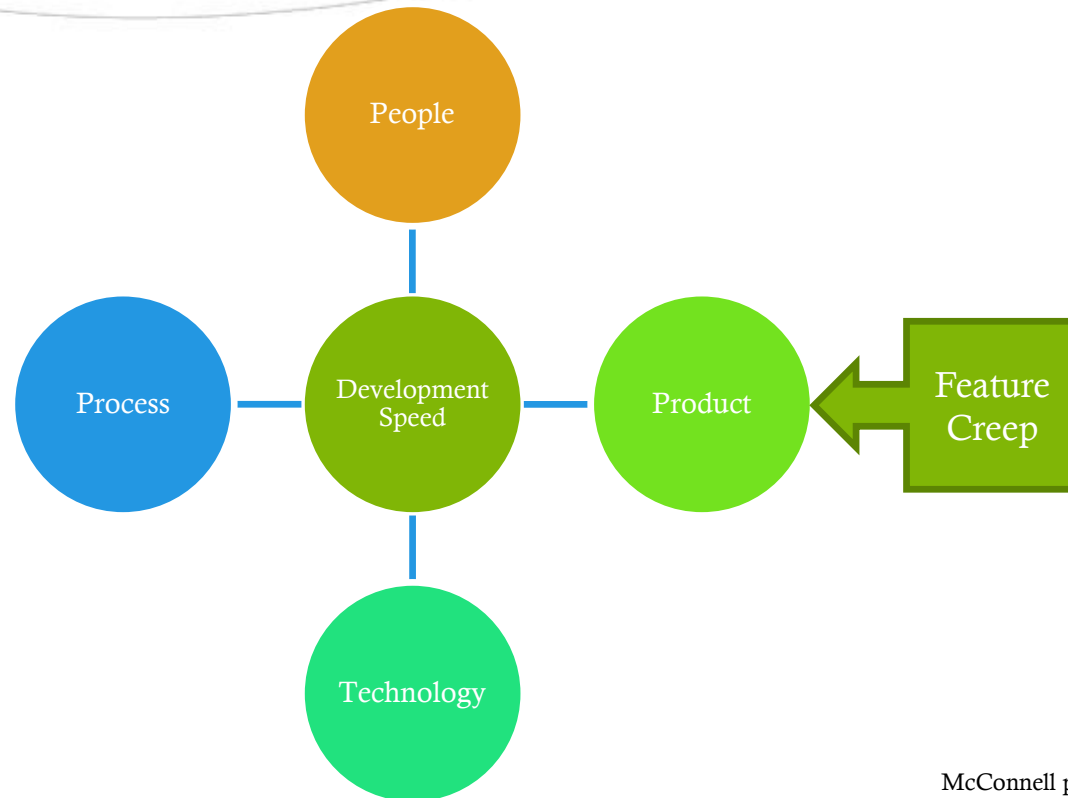 People
Process
Development
Speed
Product
Feature
Creep
Technology
McConnell p